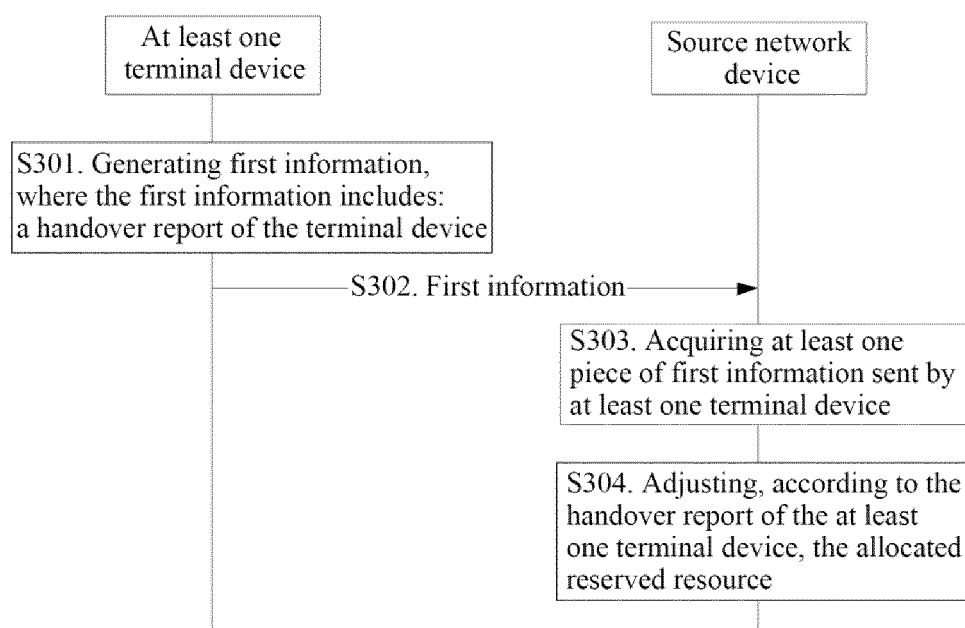 At least one
terminal device
Source network
device
S301. Generating first information,
where the first information includes:
a handover report of the terminal device
S302. First information
S303. Acquiring at least one
piece of first information sent by
at least one terminal device
S304. Adjusting, according to the
handover report of the at least
one terminal device, the allocated
reserved resource